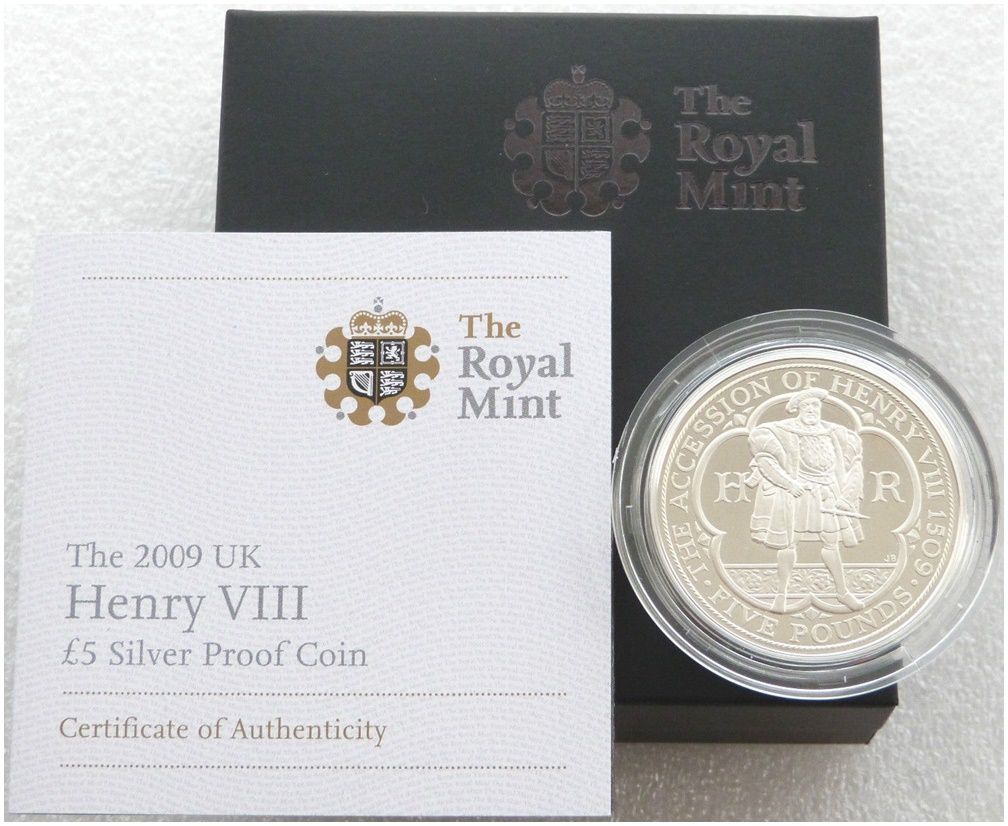 The
Royal
Mint
The
Royal
Mint
The 2009 UK
Henry VIII
£5 Silver Proof Coin
Certificate of Authenticity
· THE ACCESSION OF HENRY VIII 1509 ·
FIVE POUNDS
H R
JB